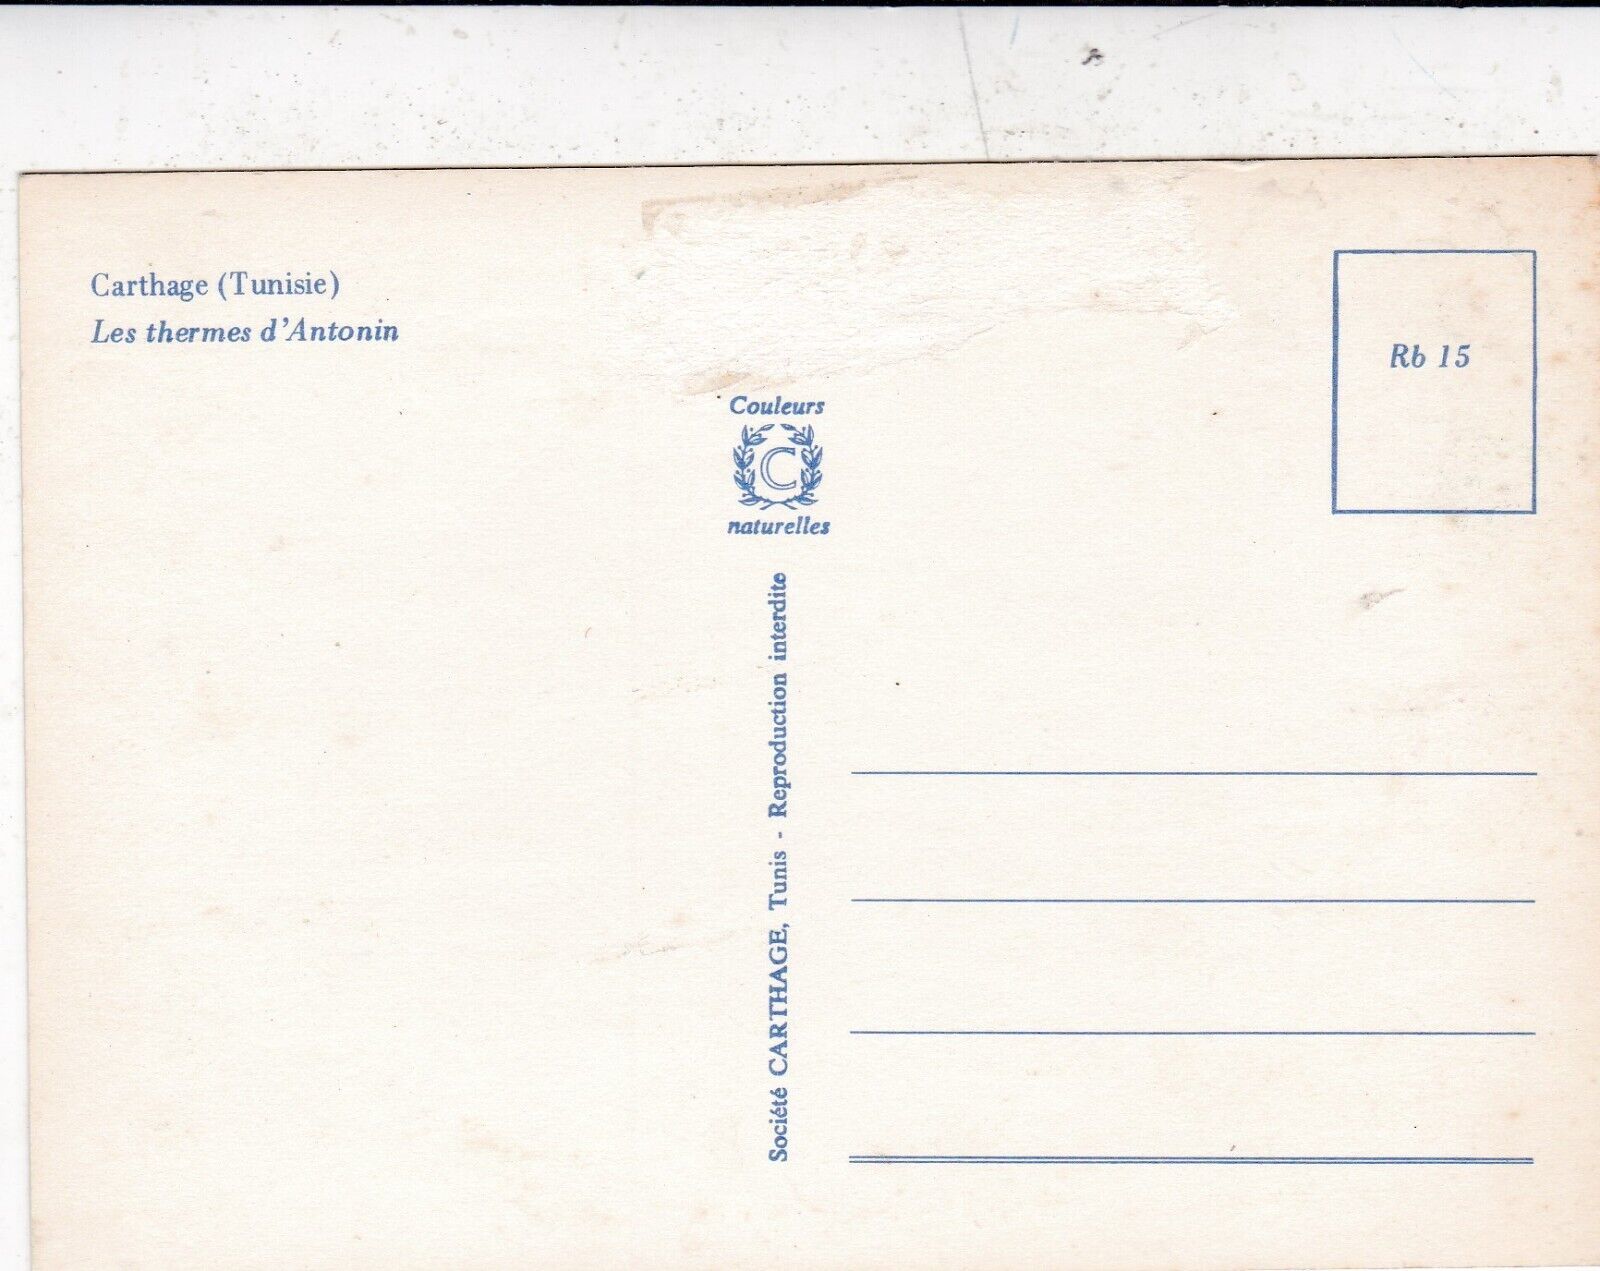 Carthage (Tunisie)
Les thermes d'Antonin
Couleurs
C
naturelles
Société CARTHAGE, Tunis - Reproduction interdite
Rb 15